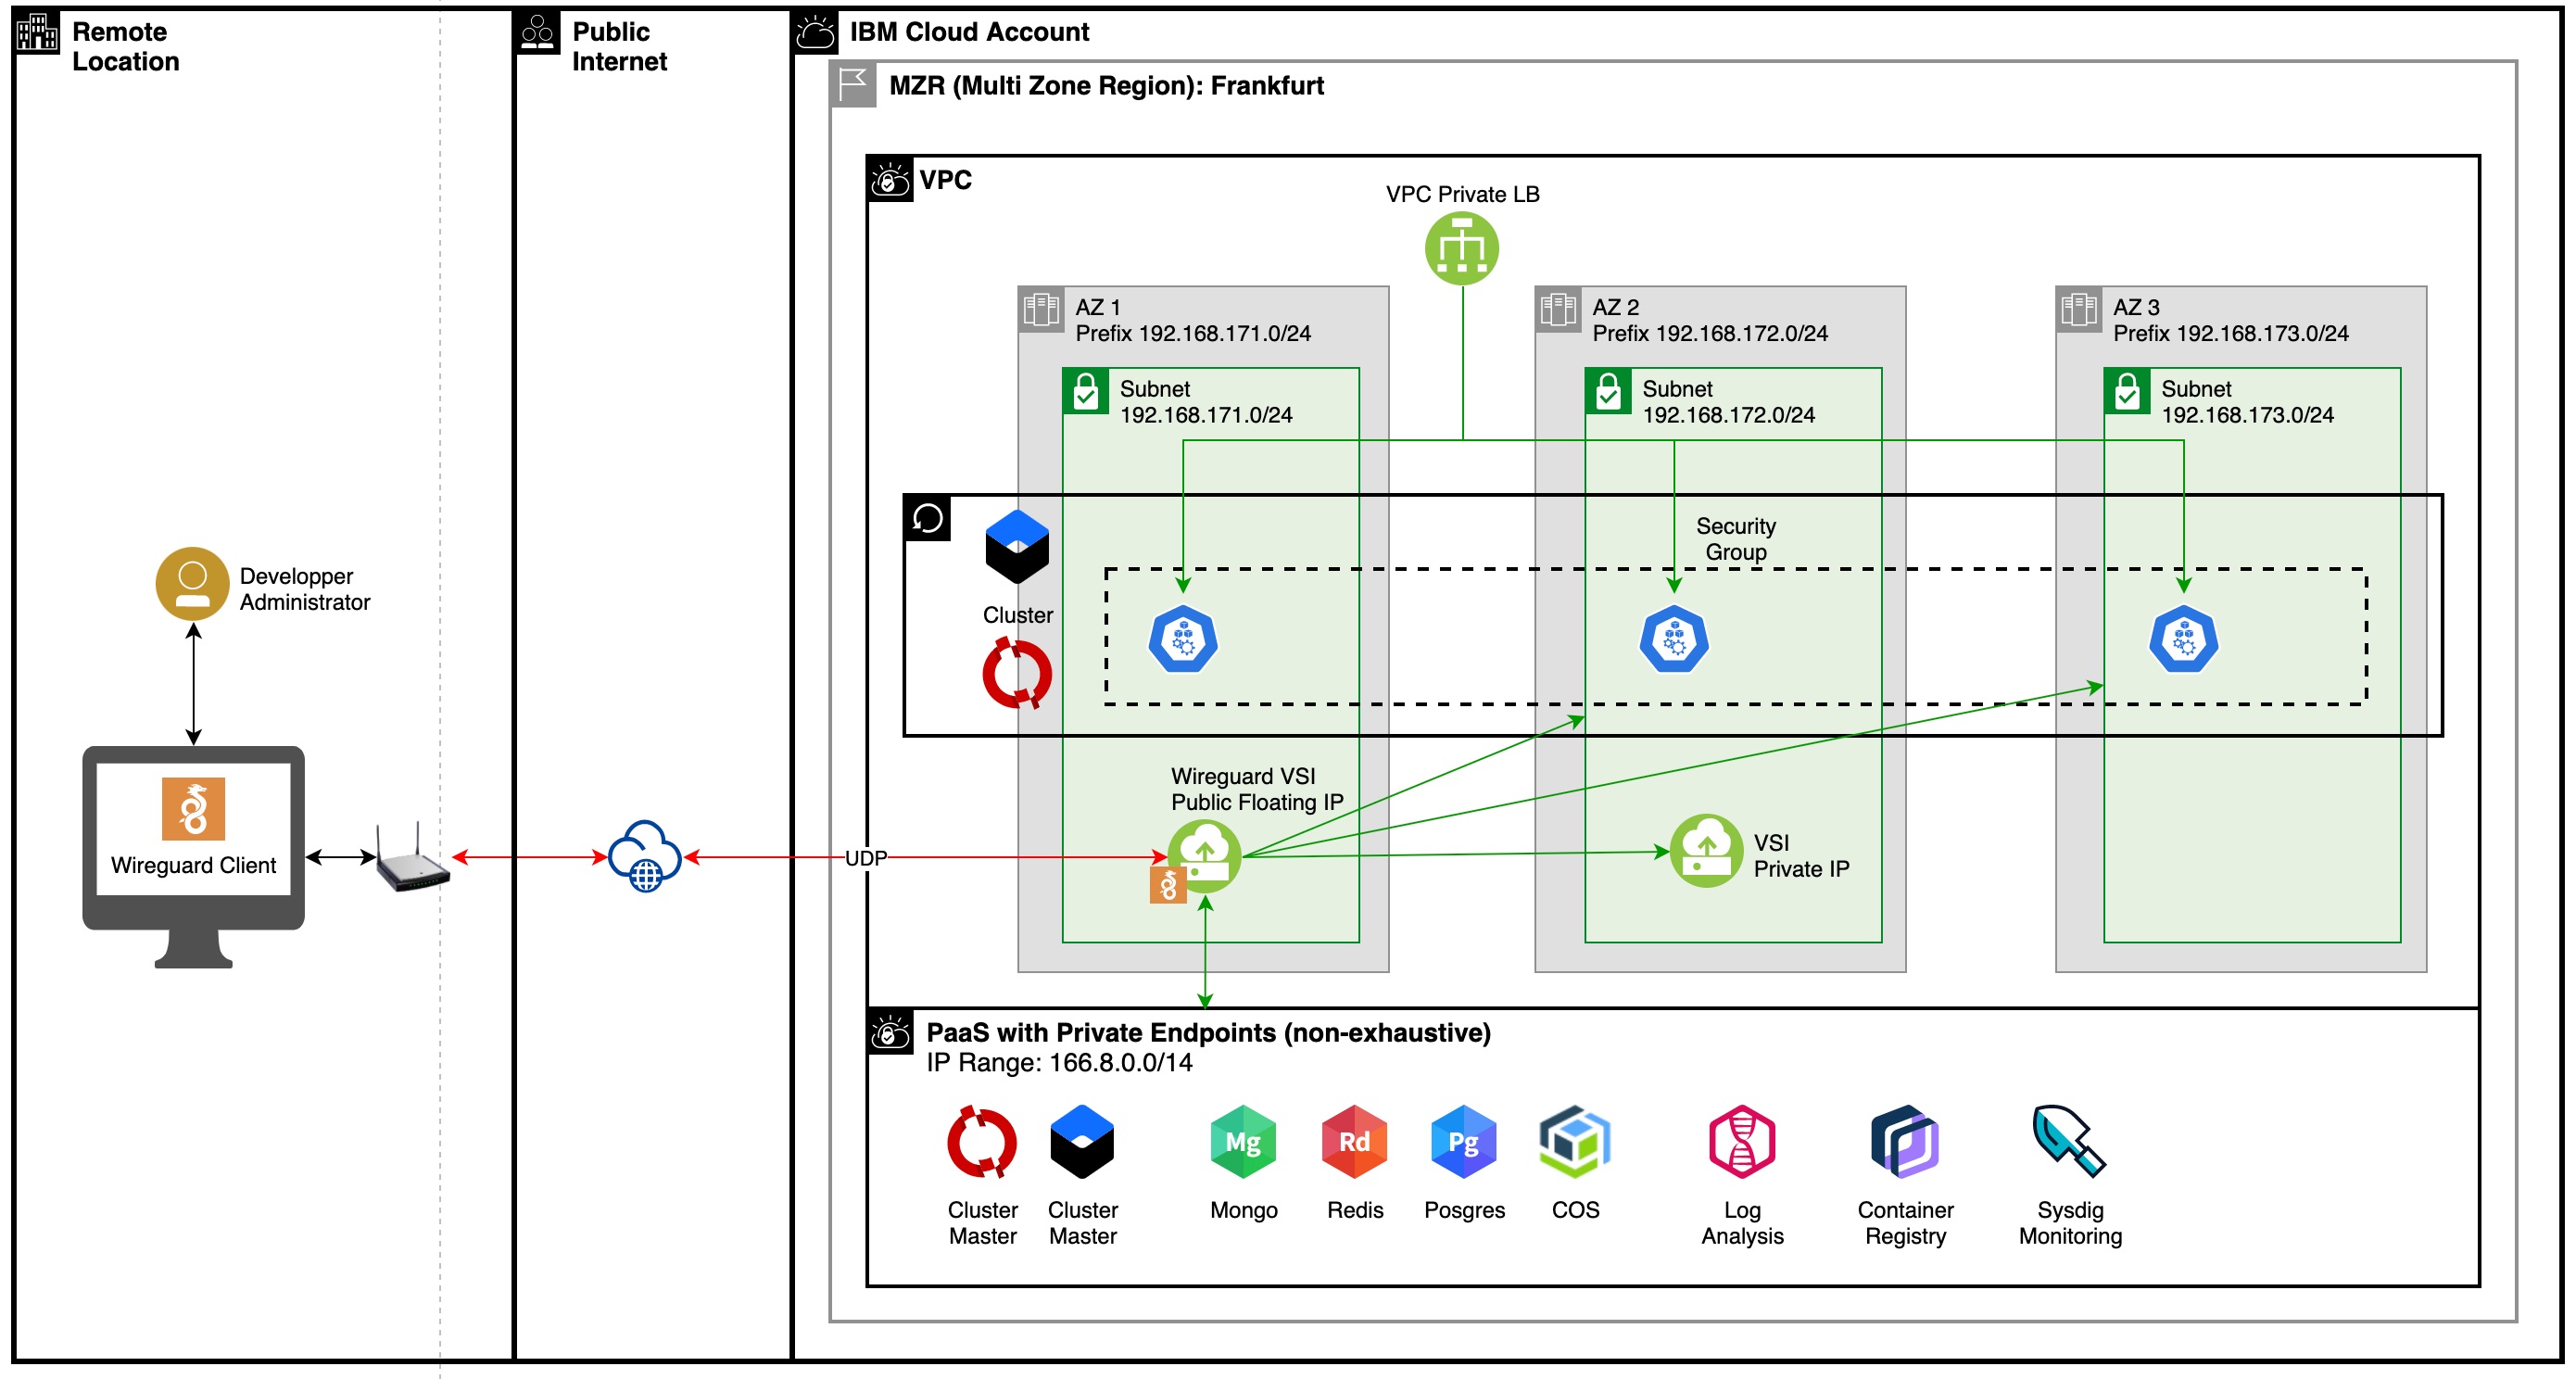 Remote
Location
Public
Internet
IBM Cloud Account
MZR (Multi Zone Region): Frankfurt
VPC
VPC Private LB
AZ 1
Prefix 192.168.171.0/24
AZ 2
Prefix 192.168.172.0/24
AZ 3
Prefix 192.168.173.0/24
Subnet
192.168.171.0/24
Subnet
192.168.172.0/24
Subnet
192.168.173.0/24
Security
Group
Cluster
Developper
Administrator
Wireguard Client
UDP
Wireguard VSI
Public Floating IP
VSI
Private IP
PaaS with Private Endpoints (non-exhaustive)
IP Range: 166.8.0.0/14
Mg
Rd
Pg
Cluster
Master
Cluster
Master
Mongo
Redis
Posgres
COS
Log
Analysis
Container
Registry
Sysdig
Monitoring